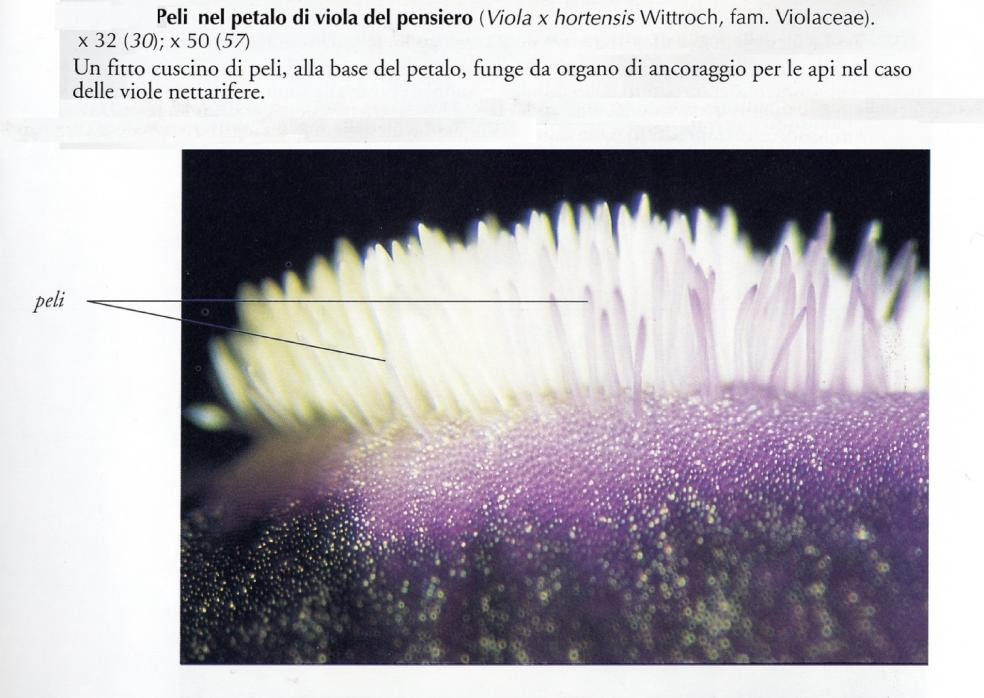 Peli nel petalo di viola del pensiero (Viola x hortensis Wittroch, fam. Violaceae).
x 32 (30); x 50 (57)
Un fitto cuscino di peli, alla base del petalo, funge da organo di ancoraggio per le api nel caso
delle viole nettarifere.
peli